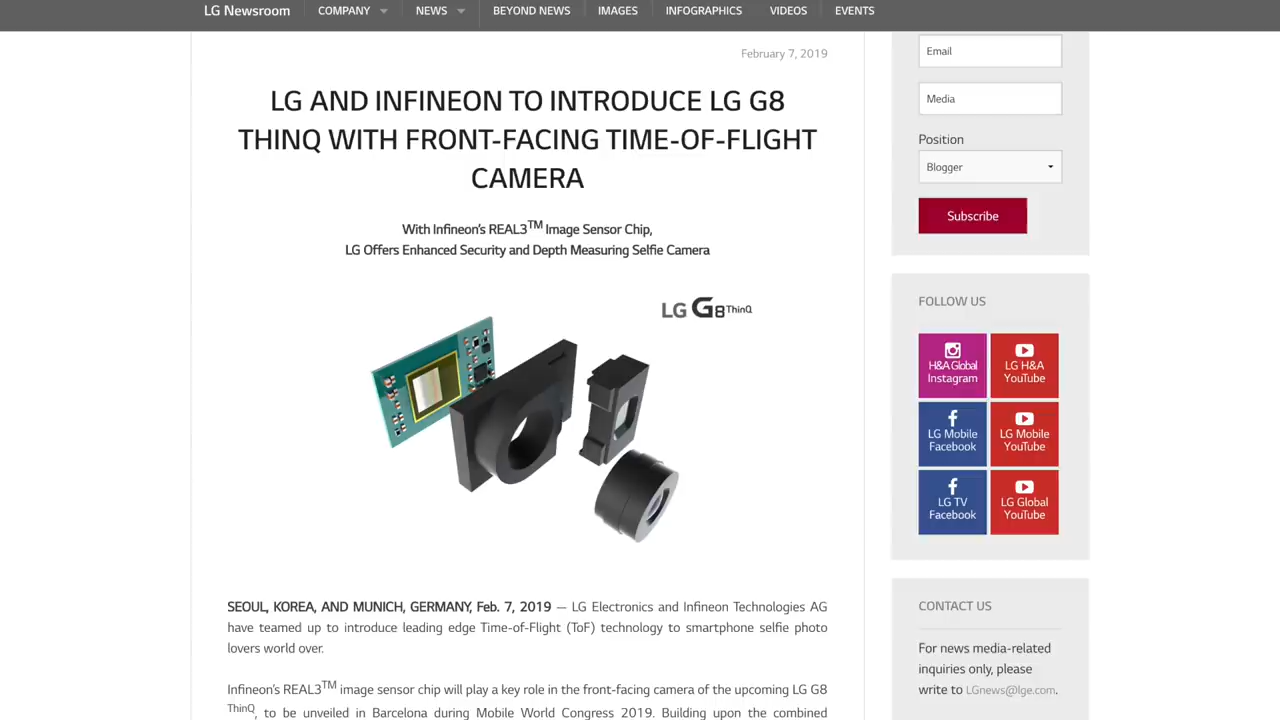 LG Newsroom COMPANY NEWS BEYOND NEWS IMAGES INFOGRAPHICS VIDEOS EVENTS
February 7, 2019
LG AND INFINEON TO INTRODUCE LG G8
THINQ WITH FRONT-FACING TIME-OF-FLIGHT
CAMERA
With Infineon's REAL3™ Image Sensor Chip,
LG Offers Enhanced Security and Depth Measuring Selfie Camera
LG G8 ThinQ
SEOUL, KOREA, AND MUNICH, GERMANY, Feb. 7, 2019 — LG Electronics and Infineon Technologies AG
have teamed up to introduce leading edge Time-of-Flight (ToF) technology to smartphone selfie photo
lovers world over.
Infineon's REAL3™ image sensor chip will play a key role in the front-facing camera of the upcoming LG G8
ThinQ, to be unveiled in Barcelona during Mobile World Congress 2019. Building upon the combined
Email
Media
Position
Blogger
Subscribe
FOLLOW US
H&A Global
Instagram
LG H&A
YouTube
LG Mobile
Facebook
LG Mobile
YouTube
LG TV
Facebook
LG Global
YouTube
CONTACT US
For news media-related
inquiries only, please
write to LGnews@lge.com.